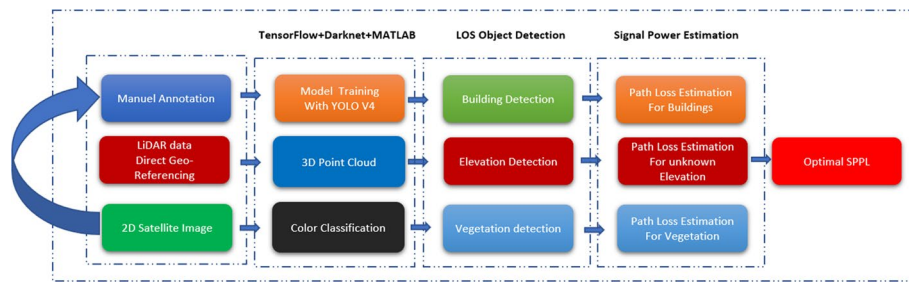 TensorFlow+Darknet+MATLAB
LOS Object Detection
Signal Power Estimation
Manuel Annotation
Model Training
With YOLO V4
Building Detection
Path Loss Estimation
For Buildings
LiDAR data
Direct Geo-
Referencing
3D Point Cloud
Elevation Detection
Path Loss Estimation
For unknown
Elevation
Optimal SPPL
2D Satellite Image
Color Classification
Vegetation detection
Path Loss Estimation
For Vegetation